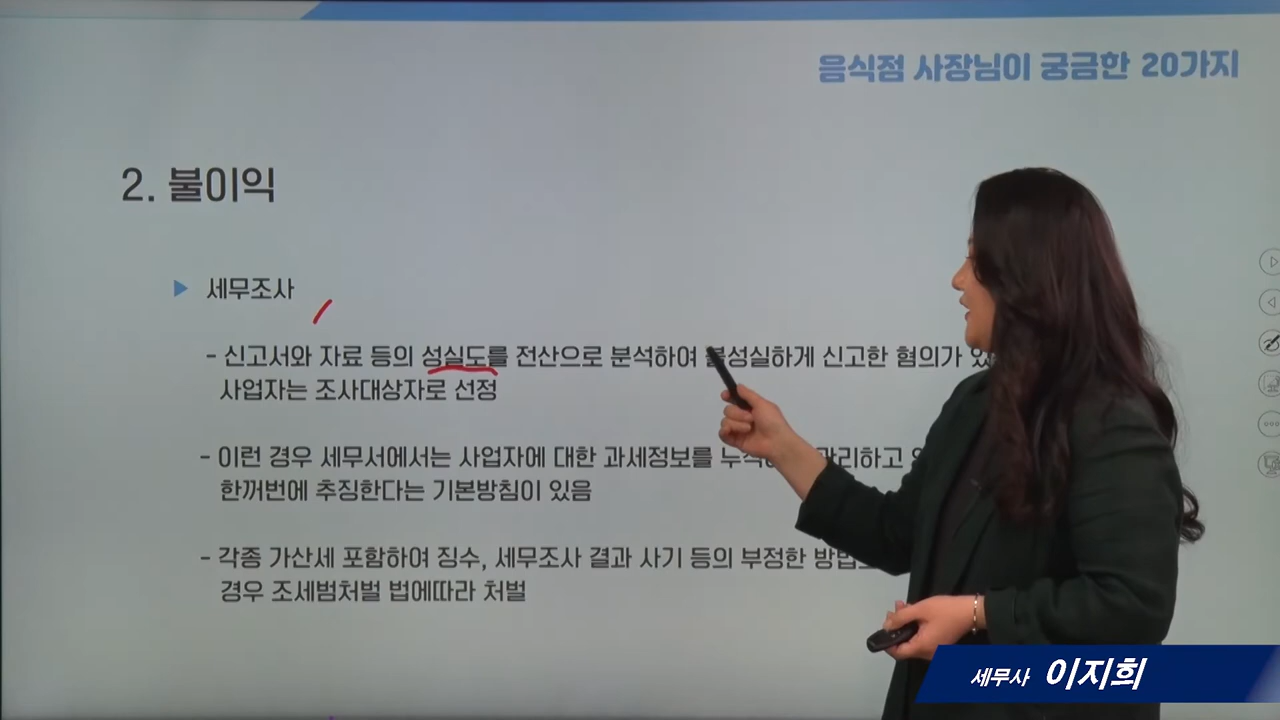 음식점 사장님이 궁금한 20가지
2. 불이익
세무조사
- 신고서와 자료 등의 성실도를 전산으로 분석하여 불성실하게 신고한 혐의가
사업자는 조사대상자로 선정
- 이런 경우 세무서에서는 사업자에 대한 과세정보를 관리하고
한꺼번에 추징한다는 기본방침이 있음
- 각종 가산세 포함하여 징수, 세무조사 결과 사기 등의 부정한
경우 조세범처벌 법에따라 처벌
세무사 이지희